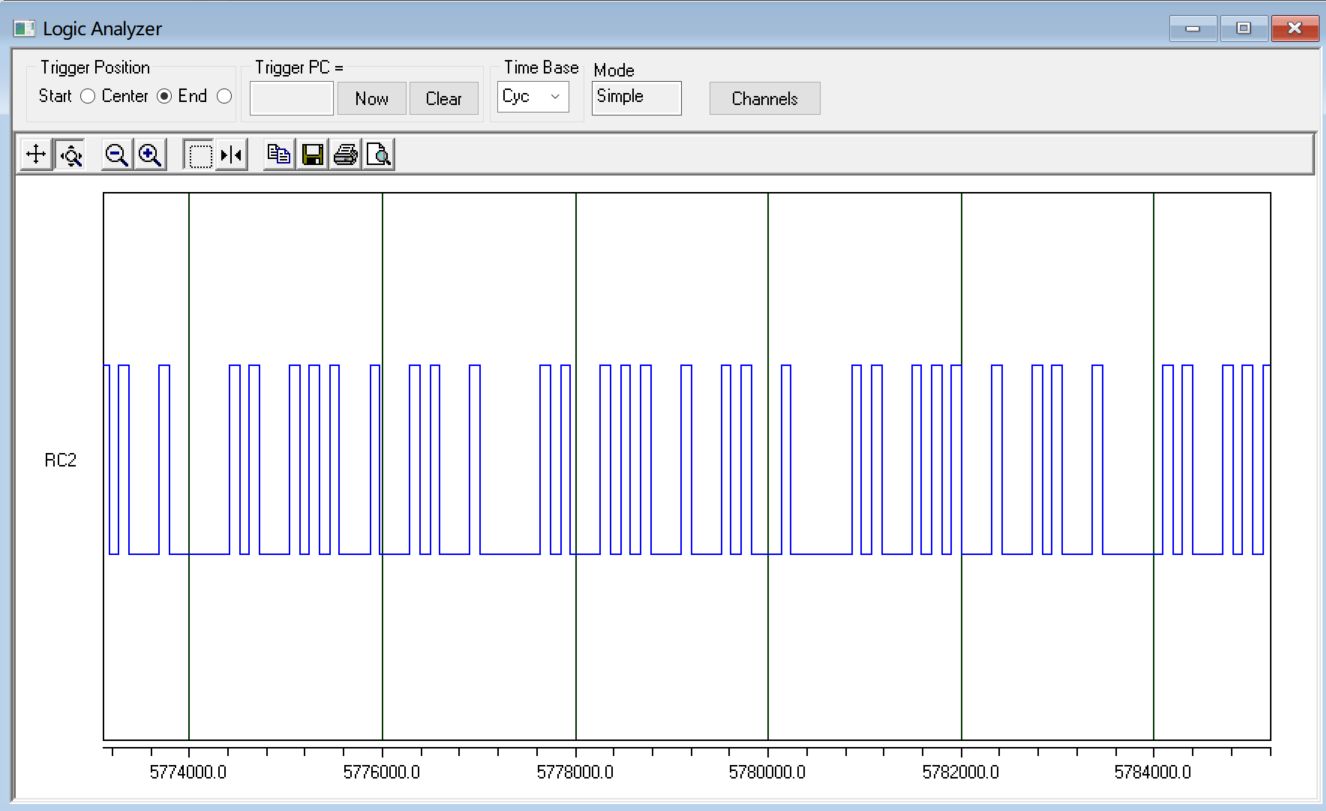 Logic Analyzer
Trigger Position Trigger PC = Time Base Mode
Start Center End Now Clear Cyc Simple Channels
RC2
5774000.0 5776000.0 5778000.0 5780000.0 5782000.0 5784000.0